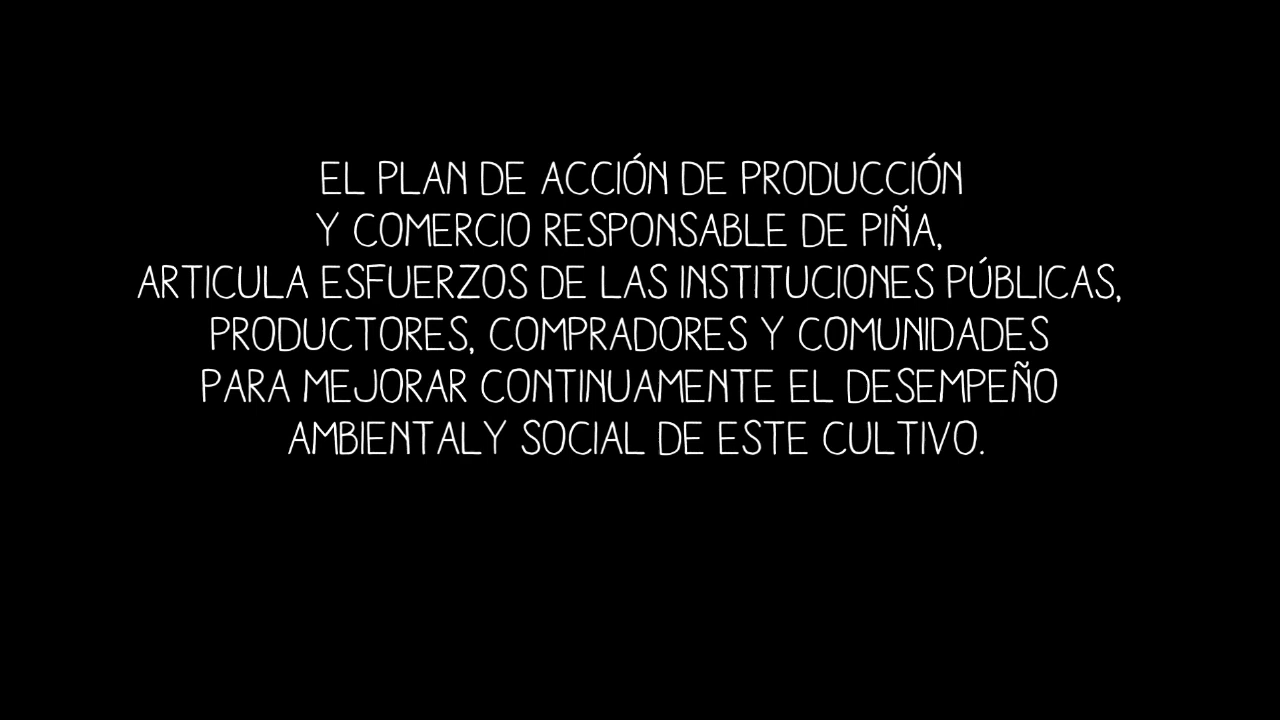 EL PLAN DE ACCIÓN DE PRODUCCIÓN
Y COMERCIO RESPONSABLE DE PIÑA,
ARTICULA ESFUERZOS DE LAS INSTITUCIONES PÚBLICAS,
PRODUCTORES, COMPRADORES Y COMUNIDADES
PARA MEJORAR CONTINUAMENTE EL DESEMPEÑO
AMBIENTALY SOCIAL DE ESTE CULTIVO.